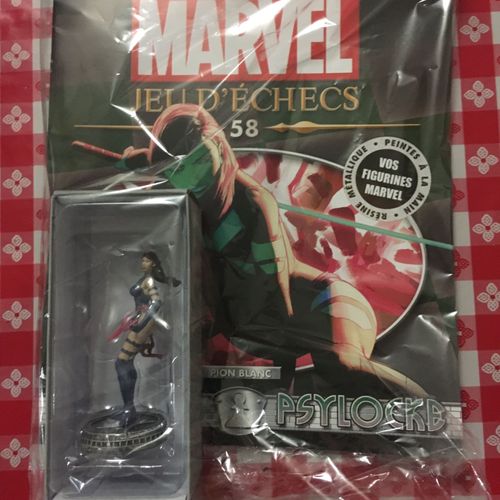 MARVEL
JEU D'ÉCHECS
58
PEINTES À LA MAIN • RÉSINE MÉTALLIQUE •
VOS
FIGURINES
MARVEL
PION BLANC
PSYLOCKE